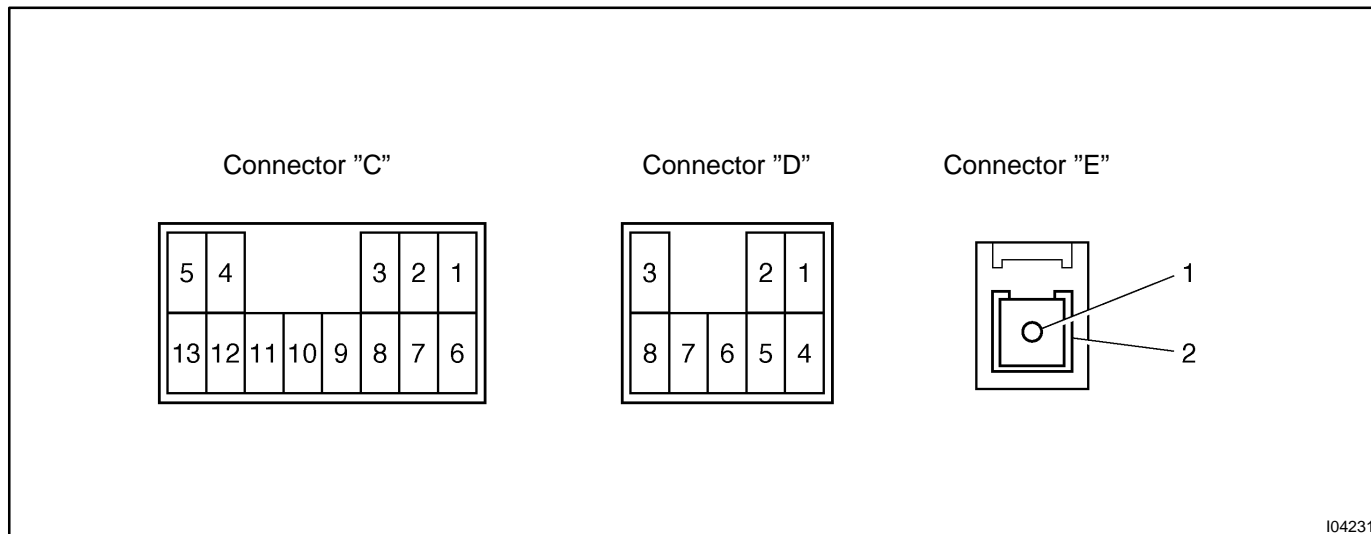 Connector ”C” Connector ”D” Connector ”E”
5 4 3 2 1 3 2 1 1
13 12 11 10 9 8 7 6 8 7 6 5 4 2
I04231